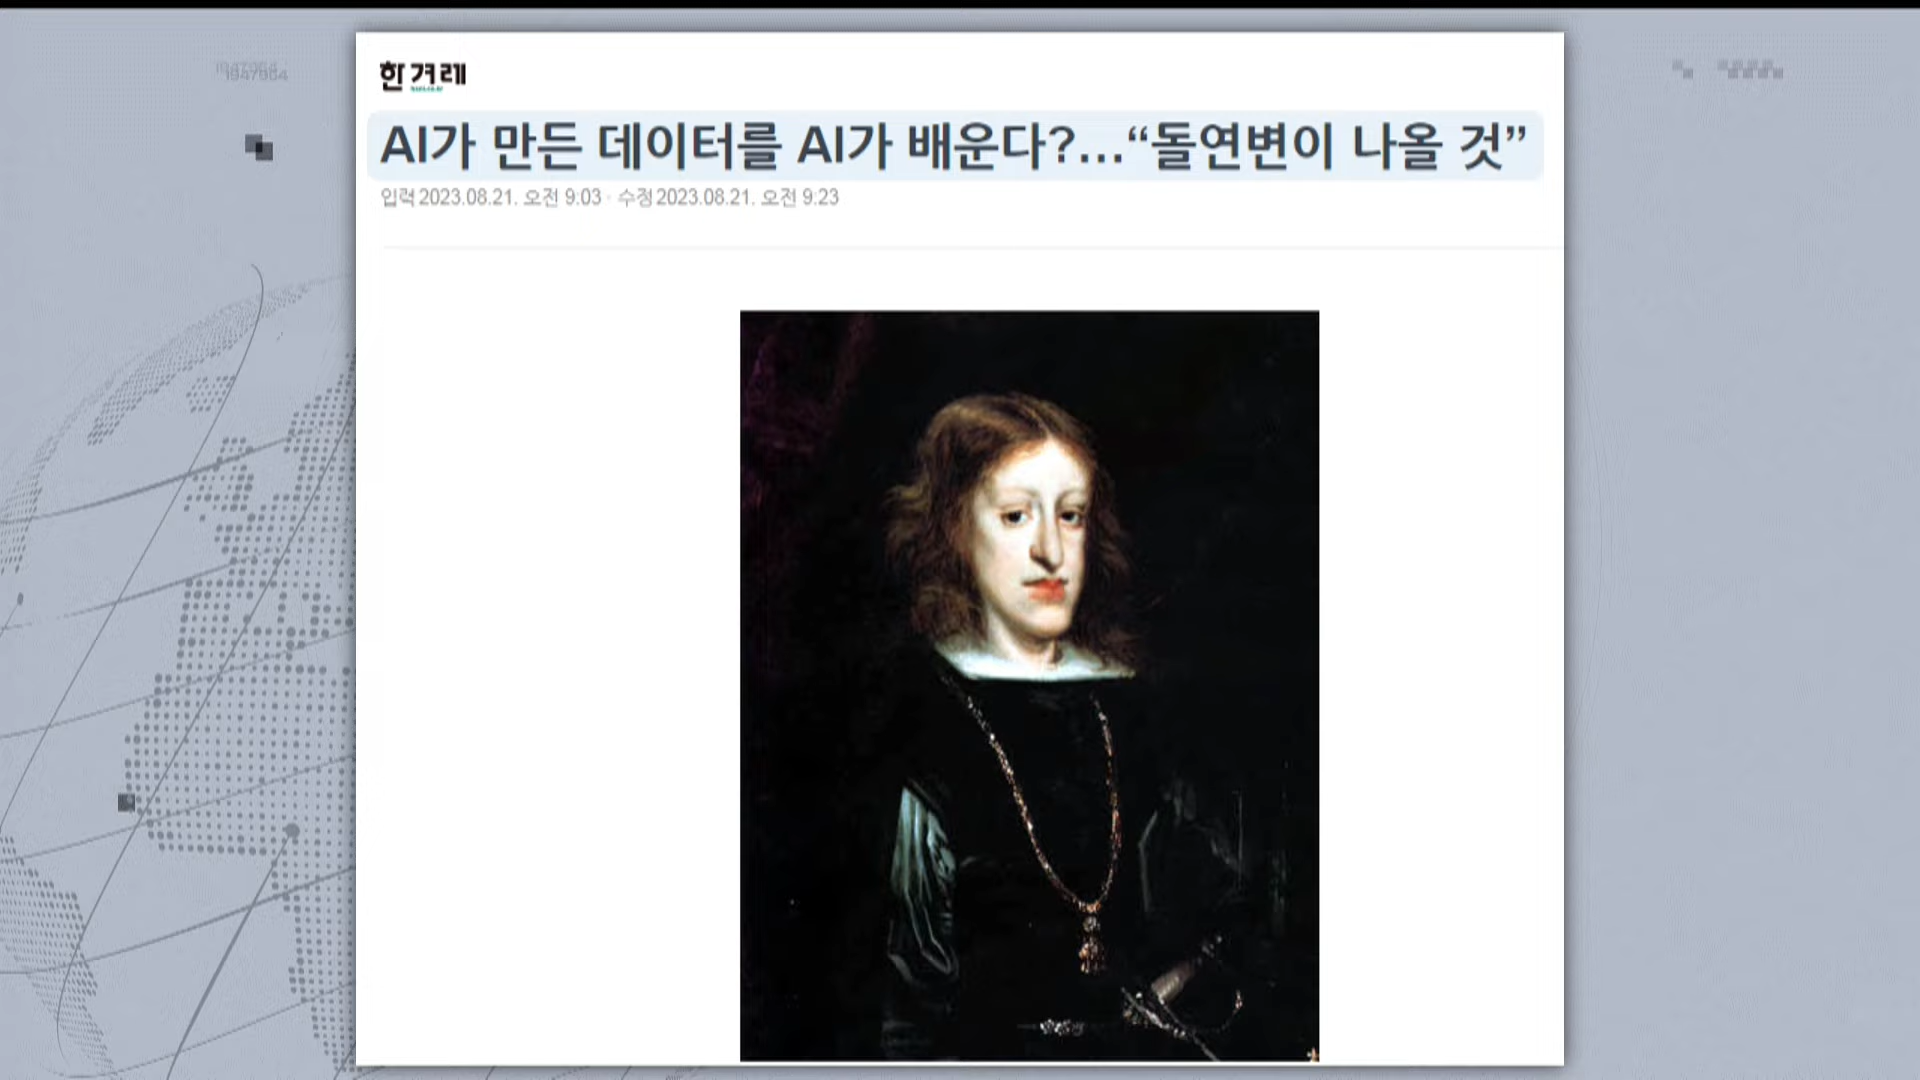 한겨레
AI가 만든 데이터를 AI가 배운다?...“돌연변이 나올 것”
입력 2023.08.21. 오전 9:03 · 수정 2023.08.21. 오전 9:23